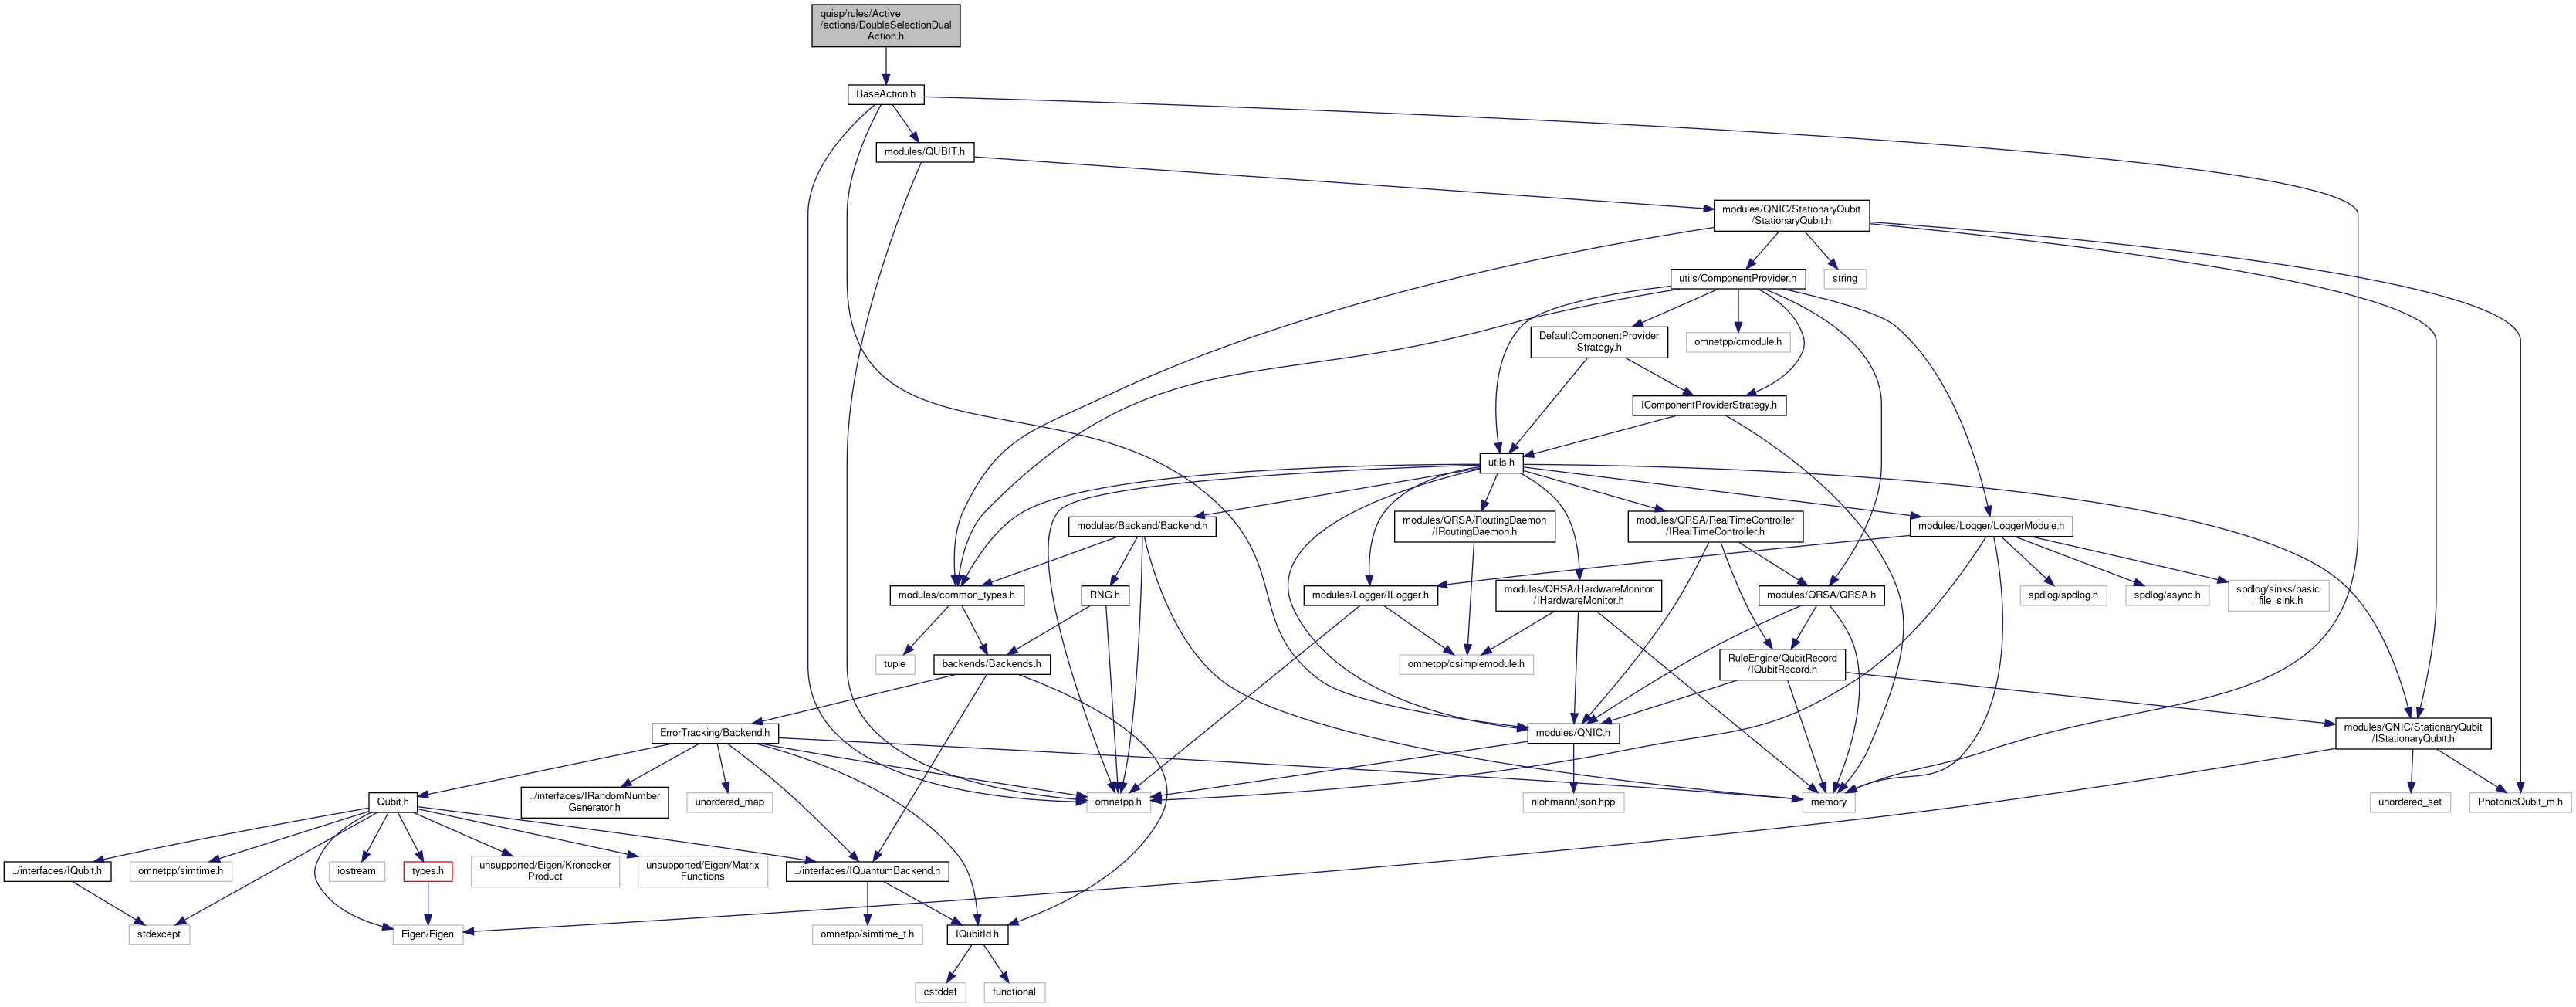 quisp/rules/Active
/actions/DoubleSelectionDual
Action.h
BaseAction.h
modules/QUBIT.h
modules/QNIC/StationaryQubit
/StationaryQubit.h
utils/ComponentProvider.h
string
DefaultComponentProvider
Strategy.h
omnetpp/cmodule.h
IComponentProviderStrategy.h
utils.h
modules/Backend/Backend.h
modules/QRSA/RoutingDaemon
/IRoutingDaemon.h
modules/QRSA/RealTimeController
/IRealTimeController.h
modules/Logger/LoggerModule.h
modules/common_types.h
RNG.h
modules/Logger/ILogger.h
modules/QRSA/HardwareMonitor
/IHardwareMonitor.h
modules/QRSA/QRSA.h
spdlog/spdlog.h
spdlog/async.h
spdlog/sinks/basic
_file_sink.h
tuple
backends/Backends.h
omnetpp/csimplemodule.h
RuleEngine/QubitRecord
/IQubitRecord.h
ErrorTracking/Backend.h
modules/QNIC.h
modules/QNIC/StationaryQubit
/IStationaryQubit.h
Qubit.h
../interfaces/IRandomNumber
Generator.h
unordered_map
omnetpp.h
nlohmann/json.hpp
memory
unordered_set
PhotonicQubit_m.h
../interfaces/IQubit.h
omnetpp/simtime.h
iostream
types.h
unsupported/Eigen/Kronecker
Product
unsupported/Eigen/Matrix
Functions
../interfaces/IQuantumBackend.h
stdexcept
Eigen/Eigen
omnetpp/simtime_t.h
IQubitId.h
cstddef
functional